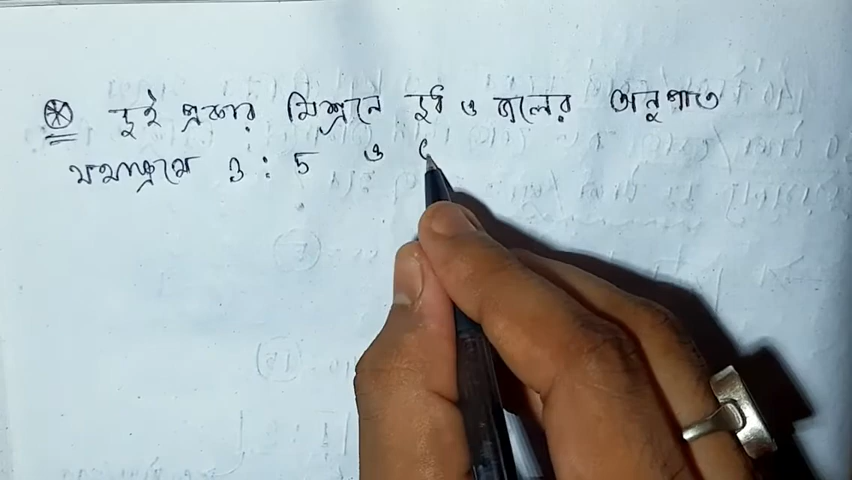 দুই প্রকার মিশ্রনে দুধ ও জলের অনুপাত
যথাক্রমে 3 : 5 ও